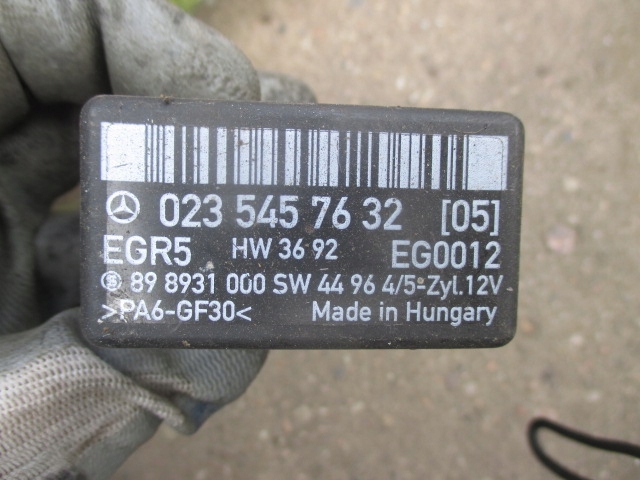 023 545 76 32 [05]
EGR5 HW 36 92 EG0012
89 8931 000 SW 44 96 4/5-Zyl.12V
>PA6-GF30< Made in Hungary